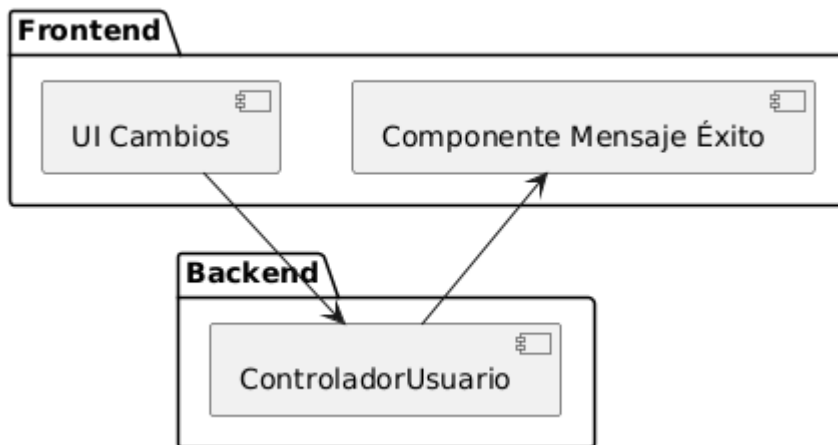 Frontend
UI Cambios
Componente Mensaje Éxito
Backend
ControladorUsuario